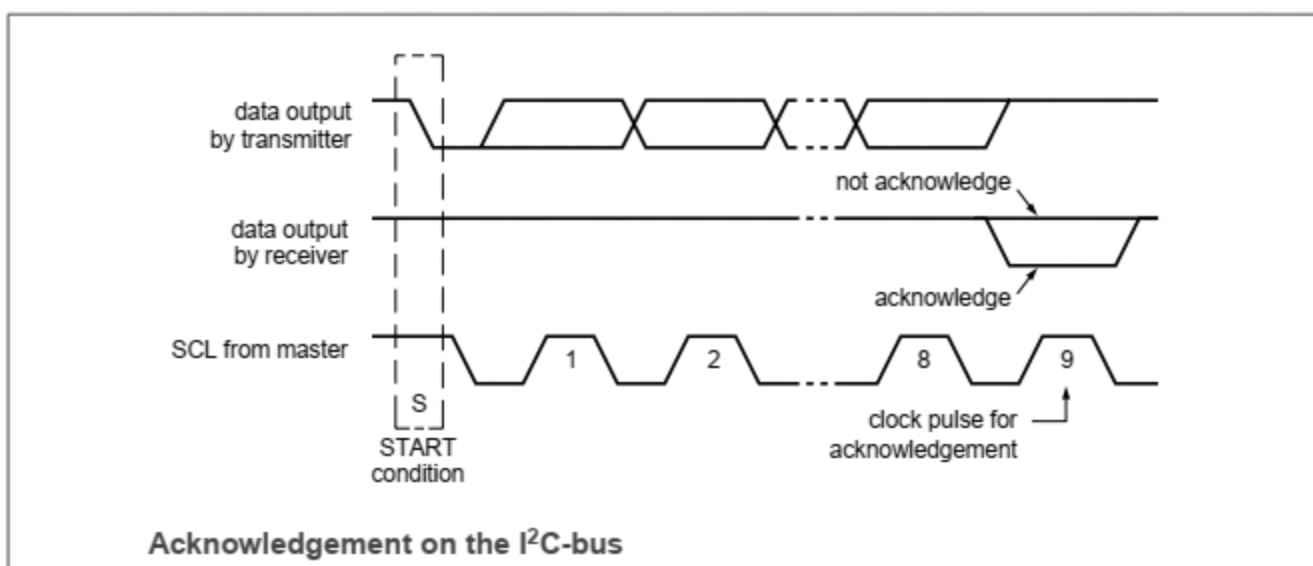 data output
by transmitter
not acknowledge
data output
by receiver
acknowledge
SCL from master
1
2
8
9
S
clock pulse for
acknowledgement
START
condition
Acknowledgement on the I²C-bus